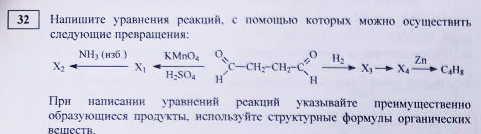 32 Напишите уравнения реакций, с помощью которых можно осуществить
следующие превращения:
X₂ ←NH₃ (изб.)— X₁ ←KMnO₄ / H₂SO₄— O=C(H)–CH₂–CH₂–C(H)=O —H₂→ X₃ → X₄ —Zn→ C₄H₈
При написании уравнений реакций указывайте преимущественно
образующиеся продукты, используйте структурные формулы органических
веществ.